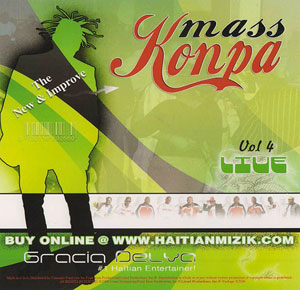 mass
Konpa
The
New & Improve
Vol 4
LIVE
BUY ONLINE @ WWW.HAITIANMIZIK.COM
Gracia Delva
#1 Haitian Entertainer!